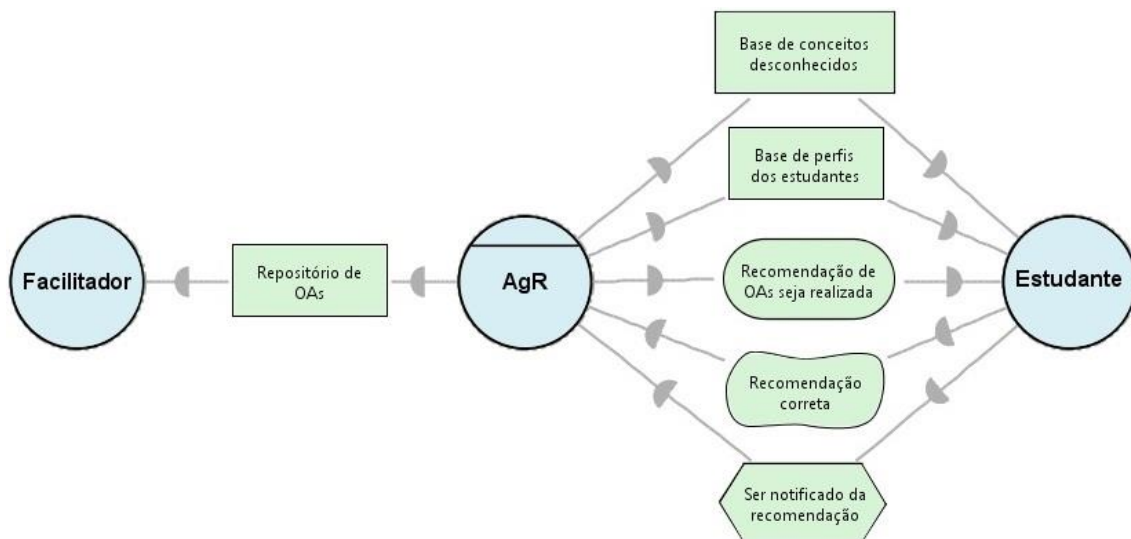 Base de conceitos
desconhecidos
Base de perfis
dos estudantes
Facilitador
Repositório de
OAs
AgR
Recomendação de
OAs seja realizada
Estudante
Recomendação
correta
Ser notificado da
recomendação